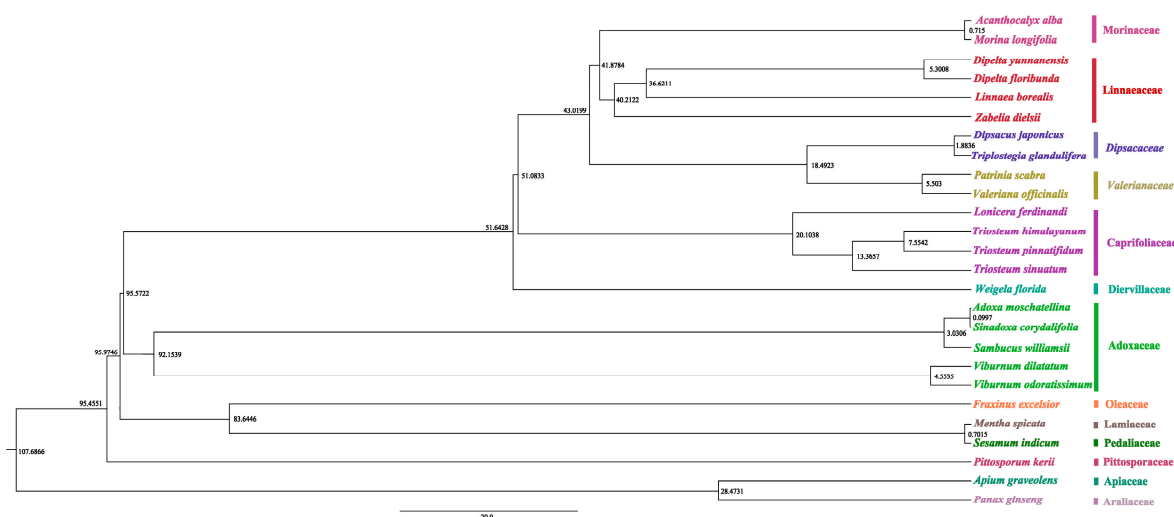 Acanthocalyx alba
0.715
Morinaceae
Morina longifolia
41.8784
Dipelta yunnanensis
5.3008
Dipelta floribunda
36.6211
Linnaeaceae
Linnaea borealis
40.2122
43.0199
Zabelia dielsii
Dipsacus japonicus
1.8836
Dipsacaceae
Triplostegia glandulifera
18.4923
Patrinia scabra
51.0833
5.503
Valerianaceae
Valeriana officinalis
Lonicera ferdinandi
51.6428
20.1038
Triosteum himalayanum
7.5542
Caprifoliaceae
Triosteum pinnatifidum
13.3657
Triosteum sinuatum
95.5722
Weigela florida
Diervillaceae
Adoxa moschatellina
0.0997
Sinadoxa corydalifolia
3.0306
Adoxaceae
95.9746
92.1539
Sambucus williamsii
Viburnum dilatatum
4.5535
Viburnum odoratissimum
95.4551
Fraxinus excelsior
Oleaceae
83.6446
Mentha spicata
Lamiaceae
0.7015
Sesamum indicum
Pedaliaceae
107.6866
Pittosporum kerii
Pittosporaceae
Apium graveolens
Apiaceae
28.4731
Panax ginseng
Araliaceae
20.0